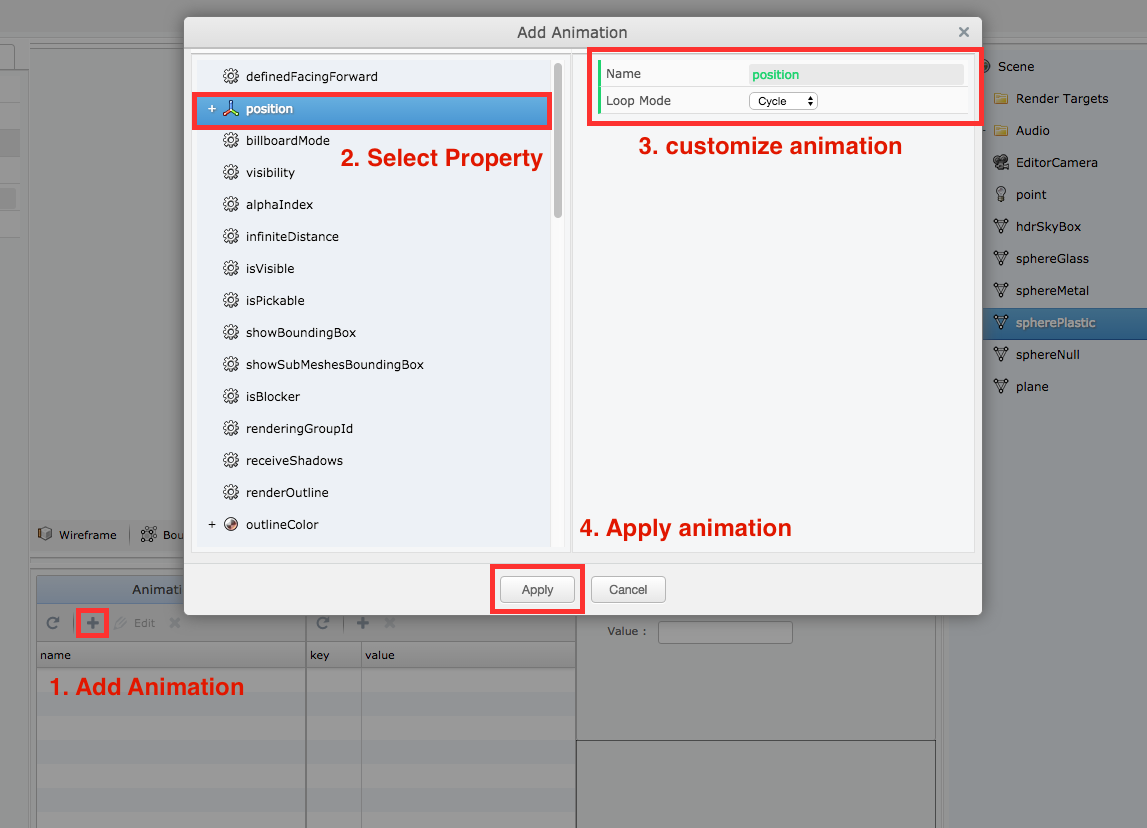 Add Animation
definedFacingForward
+ position
billboardMode
2. Select Property
visibility
alphaIndex
infiniteDistance
isVisible
isPickable
showBoundingBox
showSubMeshesBoundingBox
isBlocker
renderingGroupId
receiveShadows
renderOutline
+ outlineColor
Name position
Loop Mode Cycle
3. customize animation
4. Apply animation
Apply Cancel
Scene
Render Targets
Audio
EditorCamera
point
hdrSkyBox
sphereGlass
sphereMetal
spherePlastic
sphereNull
plane
Wireframe Bou
Animati
Edit
Value :
name key value
1. Add Animation